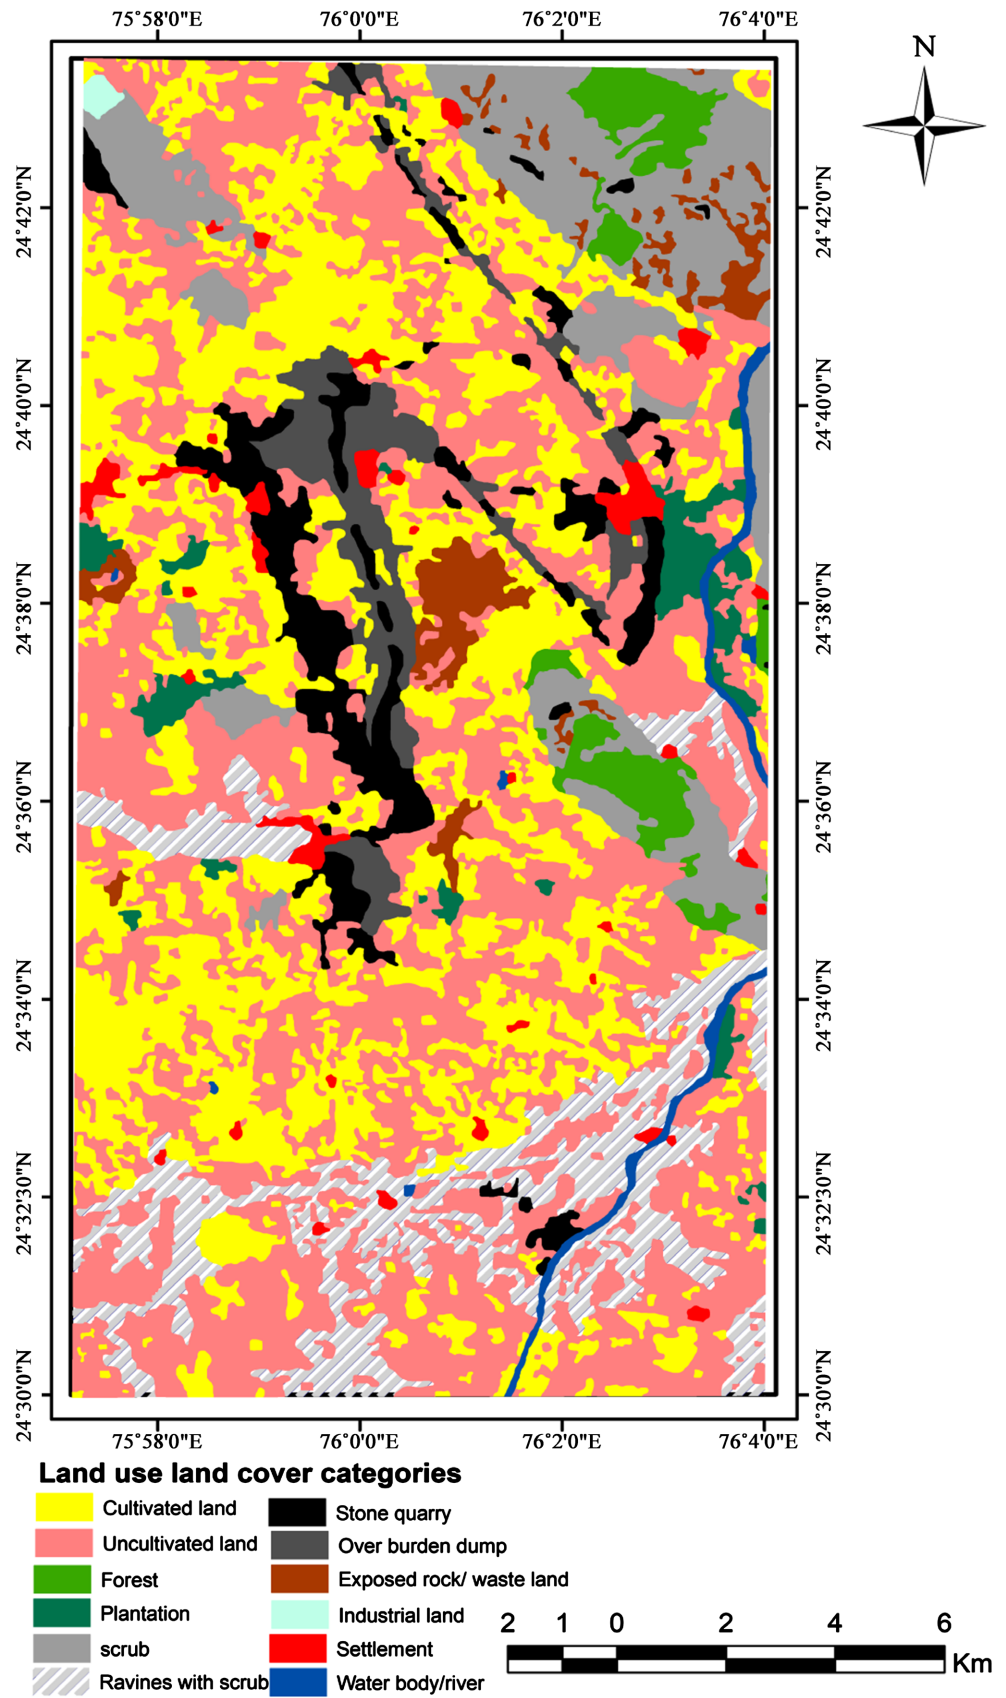 75°58'0"E 76°0'0"E 76°2'0"E 76°4'0"E
N
24°42'0"N 24°42'0"N
24°40'0"N 24°40'0"N
24°38'0"N 24°38'0"N
24°36'0"N 24°36'0"N
24°34'0"N 24°34'0"N
24°32'30"N 24°32'30"N
24°30'0"N 24°30'0"N
75°58'0"E 76°0'0"E 76°2'0"E 76°4'0"E
Land use land cover categories
Cultivated land
Uncultivated land
Forest
Plantation
scrub
Ravines with scrub
Stone quarry
Over burden dump
Exposed rock/ waste land
Industrial land
Settlement
Water body/river
2 1 0 2 4 6
Km